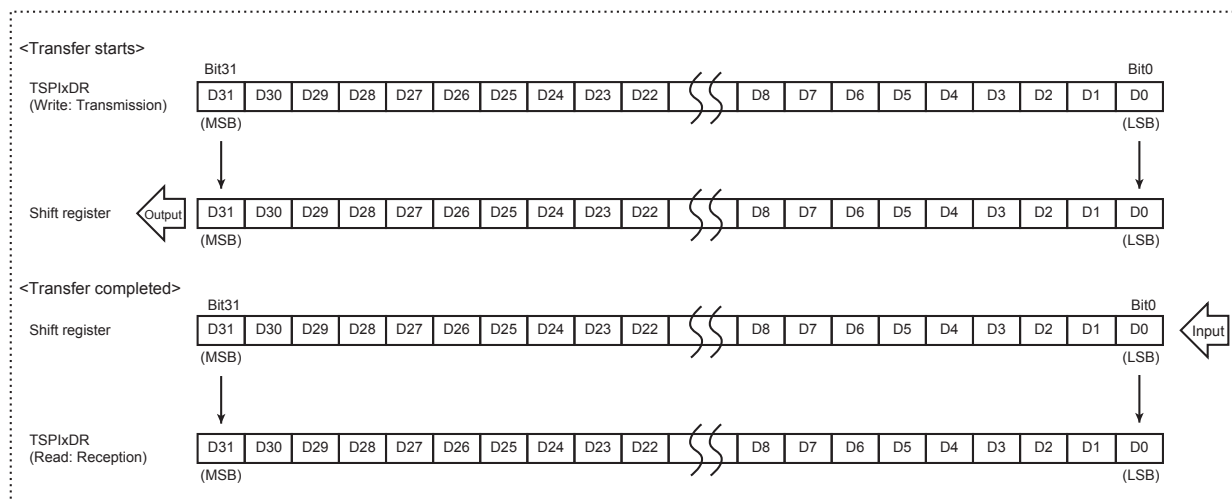 <Transfer starts>
Bit31 Bit0
TSPIxDR
(Write: Transmission)
D31 D30 D29 D28 D27 D26 D25 D24 D23 D22 D8 D7 D6 D5 D4 D3 D2 D1 D0
(MSB) (LSB)
Shift register
Output
D31 D30 D29 D28 D27 D26 D25 D24 D23 D22 D8 D7 D6 D5 D4 D3 D2 D1 D0
(MSB) (LSB)
<Transfer completed>
Bit31 Bit0
Shift register
D31 D30 D29 D28 D27 D26 D25 D24 D23 D22 D8 D7 D6 D5 D4 D3 D2 D1 D0
Input
(MSB) (LSB)
TSPIxDR
(Read: Reception)
D31 D30 D29 D28 D27 D26 D25 D24 D23 D22 D8 D7 D6 D5 D4 D3 D2 D1 D0
(MSB) (LSB)